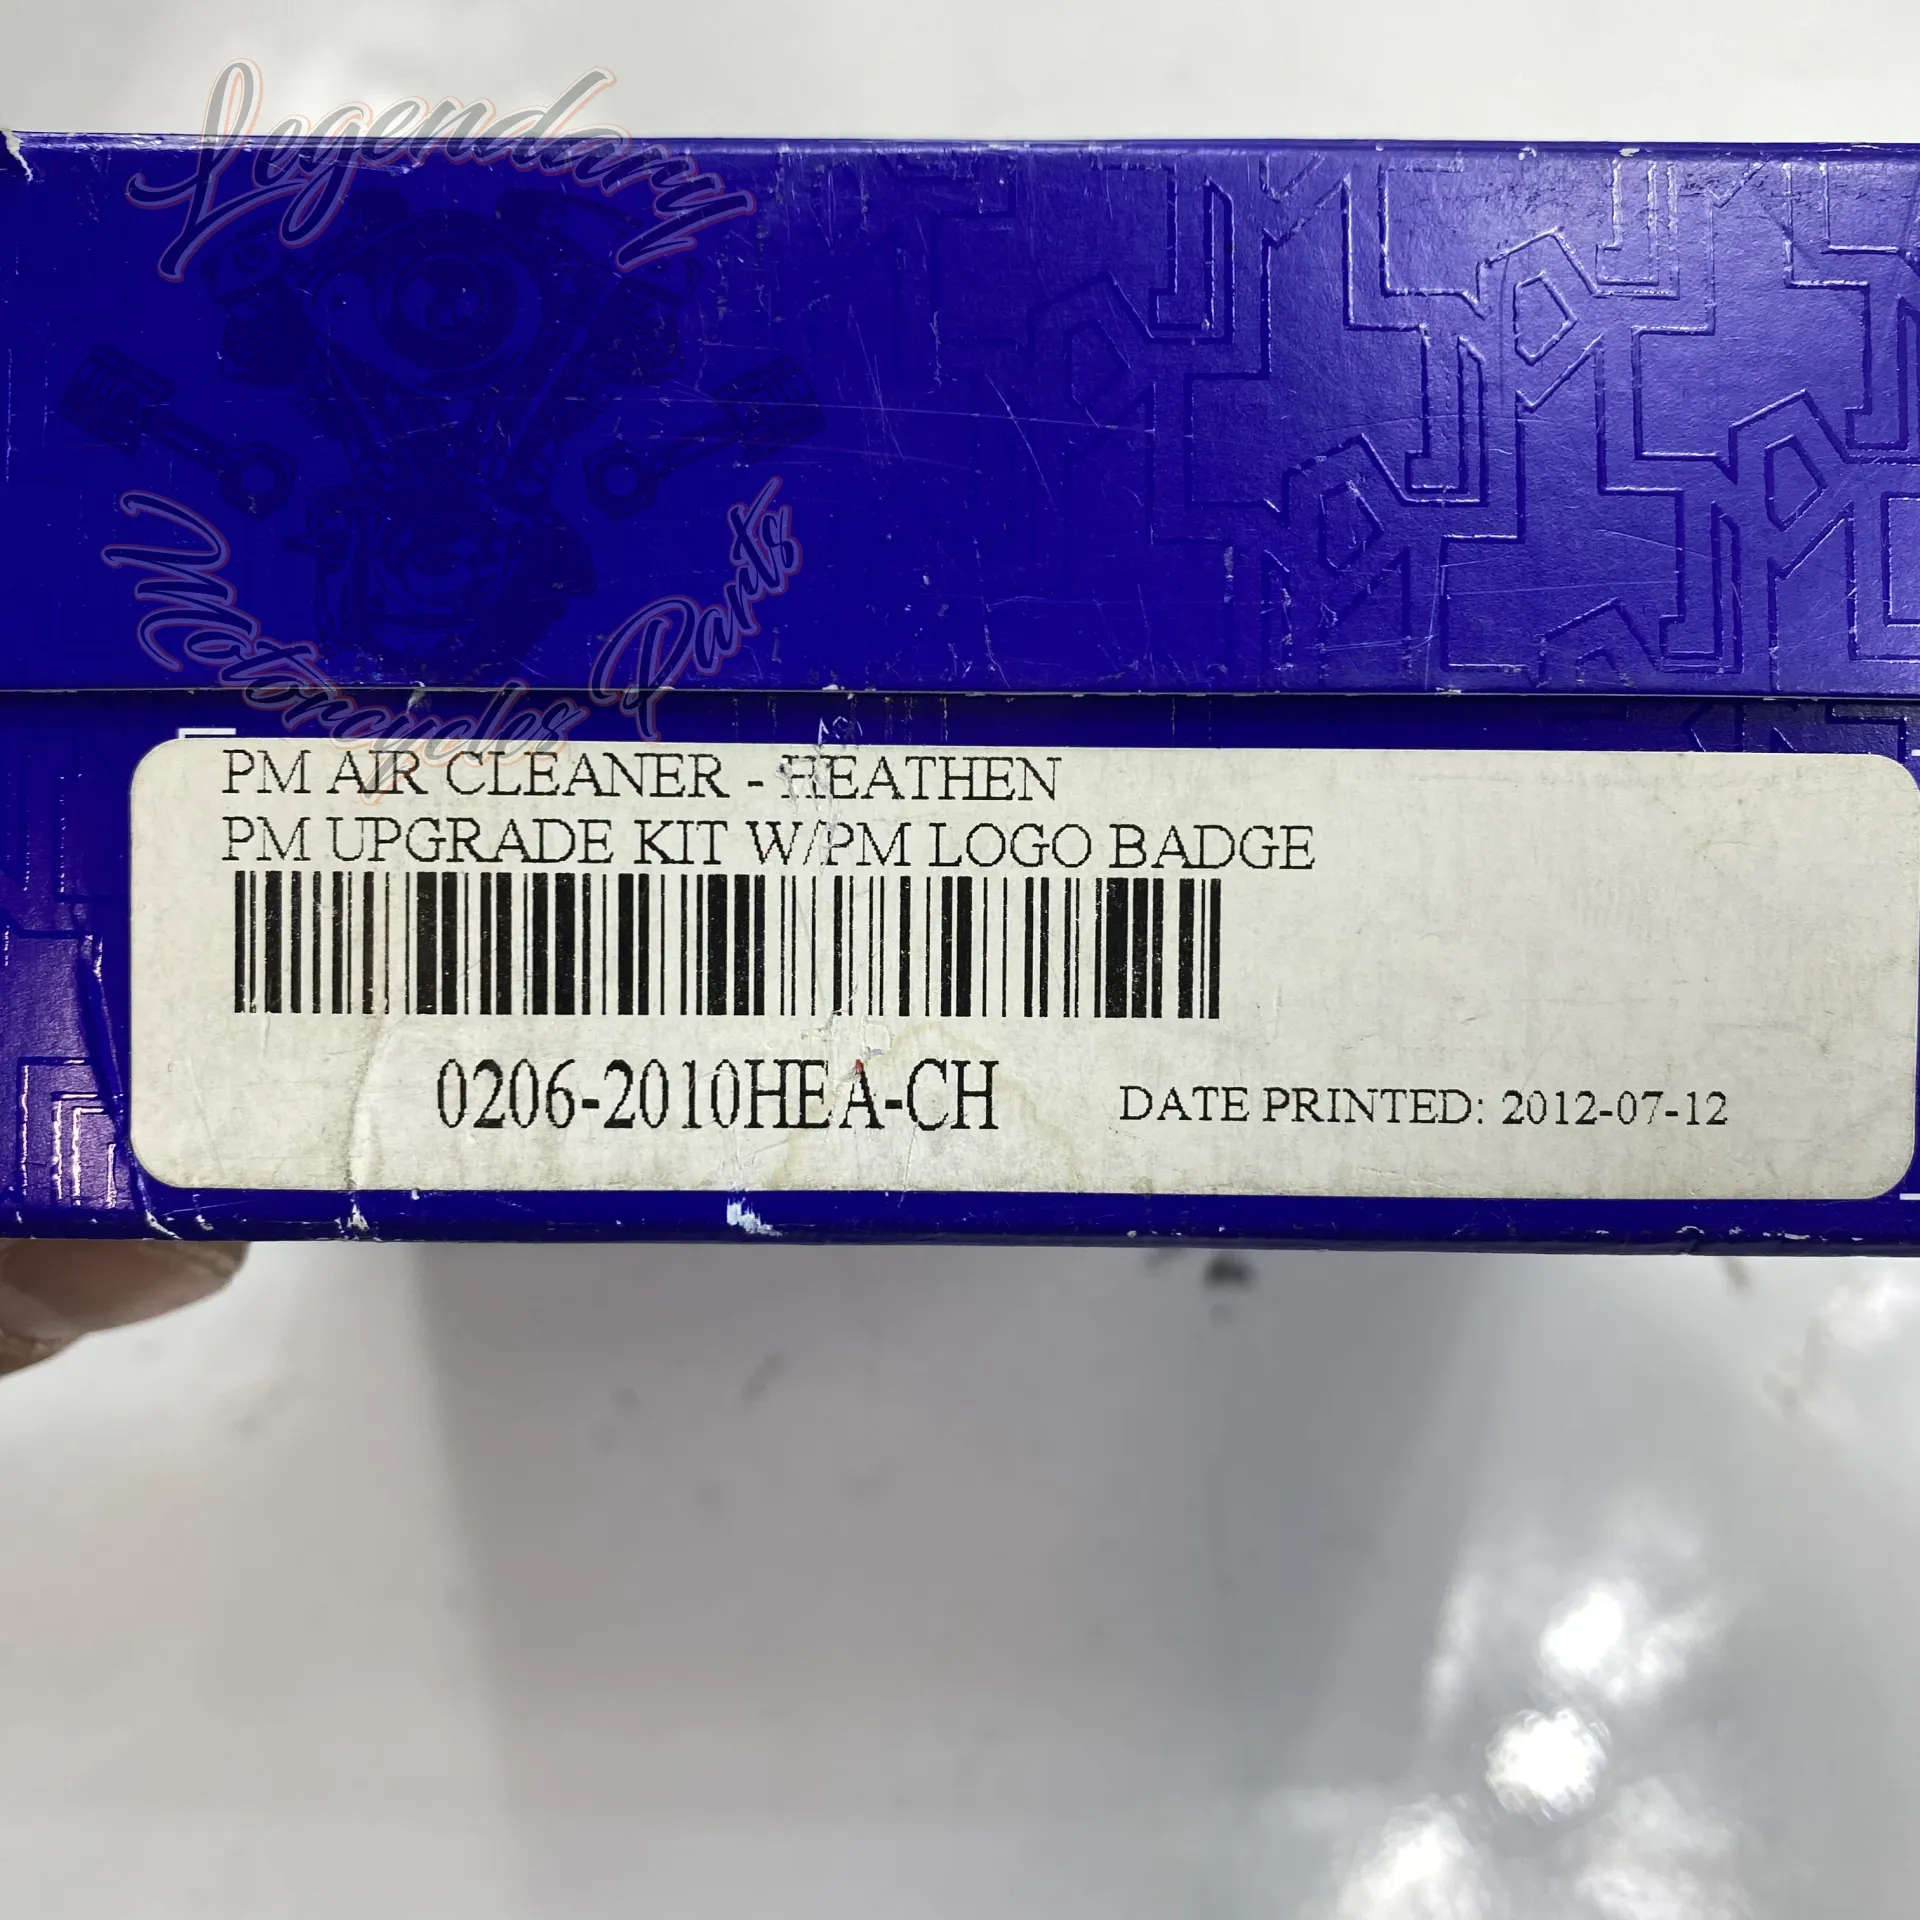 Legendary
Motorcycles Parts
PM AIR CLEANER - HEATHEN
PM UPGRADE KIT W/PM LOGO BADGE
0206-2010HEA-CH
DATE PRINTED: 2012-07-12